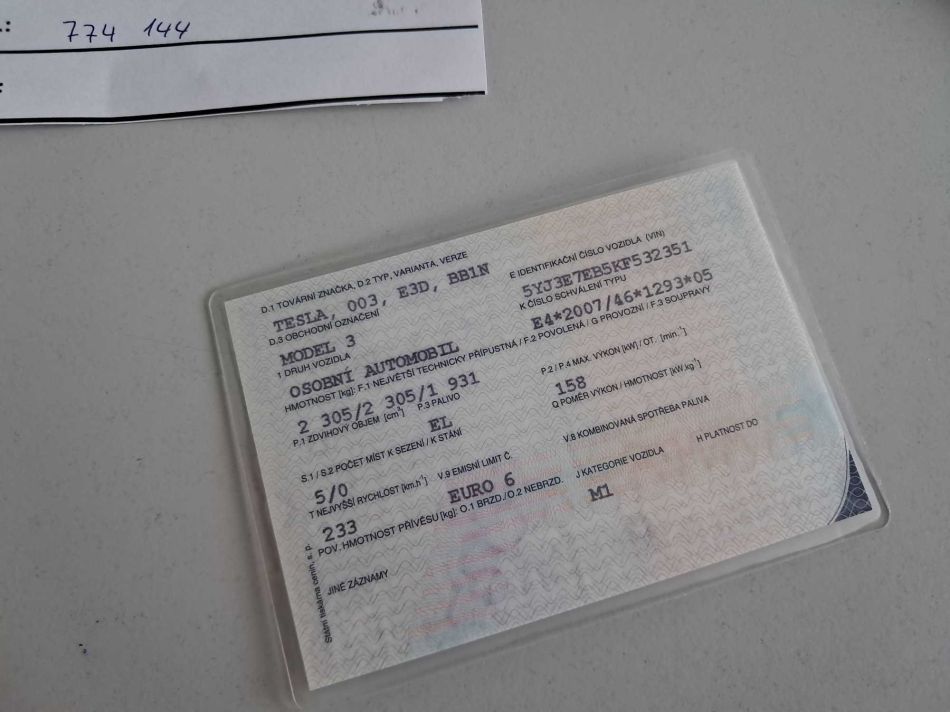 774 144
D.1 TOVÁRNÍ ZNAČKA, D.2 TYP, VARIANTA, VERZE
TESLA, 003, E3D, BB1N
D.3 OBCHODNÍ OZNAČENÍ
MODEL 3
1 DRUH VOZIDLA
OSOBNÍ AUTOMOBIL
HMOTNOST [kg]: F.1 NEJVĚTŠÍ TECHNICKY PŘÍPUSTNÁ / F.2 POVOLENÁ / G PROVOZNÍ / F.3 SOUPRAVY
2 305/2 305/1 931
P.1 ZDVIHOVÝ OBJEM [cm³] P.3 PALIVO
EL
S.1 / S.2 POČET MÍST K SEZENÍ / K STÁNÍ
5/0
T NEJVYŠŠÍ RYCHLOST [km.h⁻¹] V.9 EMISNÍ LIMIT Č.
233 EURO 6
POV. HMOTNOST PŘÍVĚSU [kg]: O.1 BRZD./O.2 NEBRZD.
JINÉ ZÁZNAMY
E IDENTIFIKAČNÍ ČÍSLO VOZIDLA (VIN)
5YJ3E7EB5KF532351
K ČÍSLO SCHVÁLENÍ TYPU
E4*2007/46*1293*05
P.2 / P.4 MAX. VÝKON [kW] / OT. [min⁻¹]
158
Q POMĚR VÝKON / HMOTNOST [kW.kg⁻¹]
V.8 KOMBINOVANÁ SPOTŘEBA PALIVA
J KATEGORIE VOZIDLA H PLATNOST DO
M1
Státní tiskárna cenin, s. p.